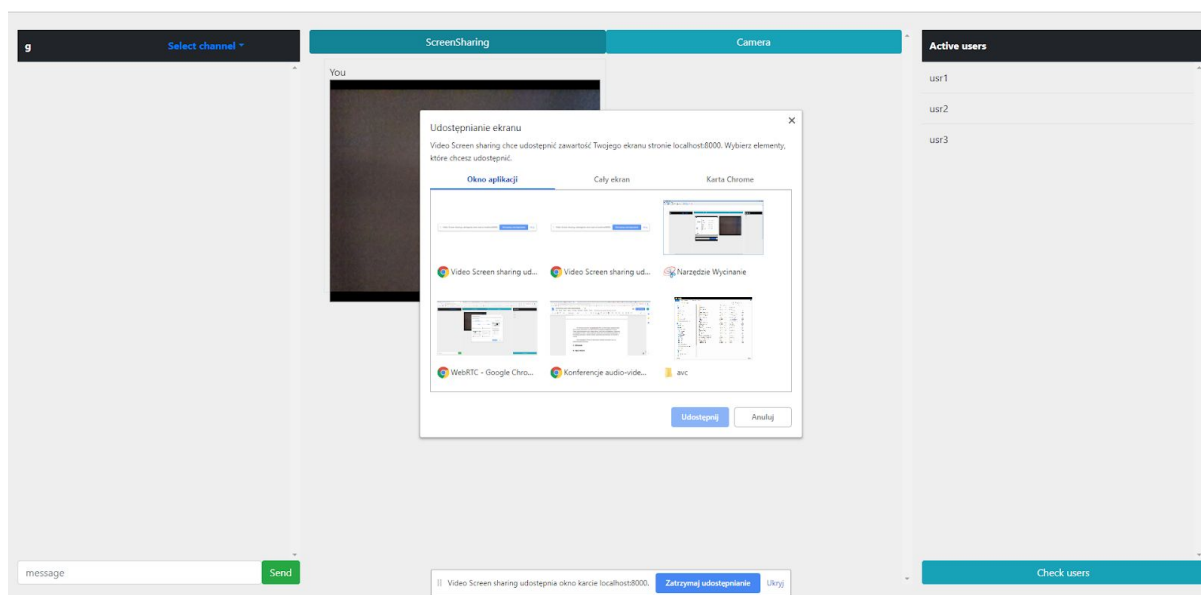 g
Select channel
ScreenSharing
Camera
Active users
You
usr1
usr2
usr3
Udostępnianie ekranu
Video Screen sharing chce udostępnić zawartość Twojego ekranu stronie localhost:8000. Wybierz elementy,
które chcesz udostępnić.
Okno aplikacji
Cały ekran
Karta Chrome
Video Screen sharing ud...
Video Screen sharing ud...
Narzędzie Wycinanie
WebRTC - Google Chro...
Konferencje audio-vide...
avc
Udostępnij
Anuluj
message
Send
Video Screen sharing udostępnia okno karcie localhost:8000.
Zatrzymaj udostępnianie
Ukryj
Check users